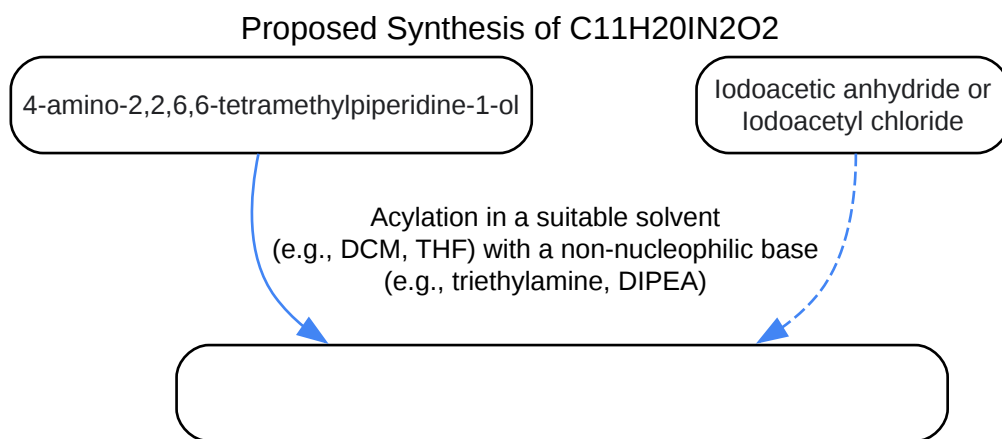 Proposed Synthesis of C11H20IN2O2
4-amino-2,2,6,6-tetramethylpiperidine-1-ol
Iodoacetic anhydride or
Iodoacetyl chloride
Acylation in a suitable solvent
(e.g., DCM, THF) with a non-nucleophilic base
(e.g., triethylamine, DIPEA)